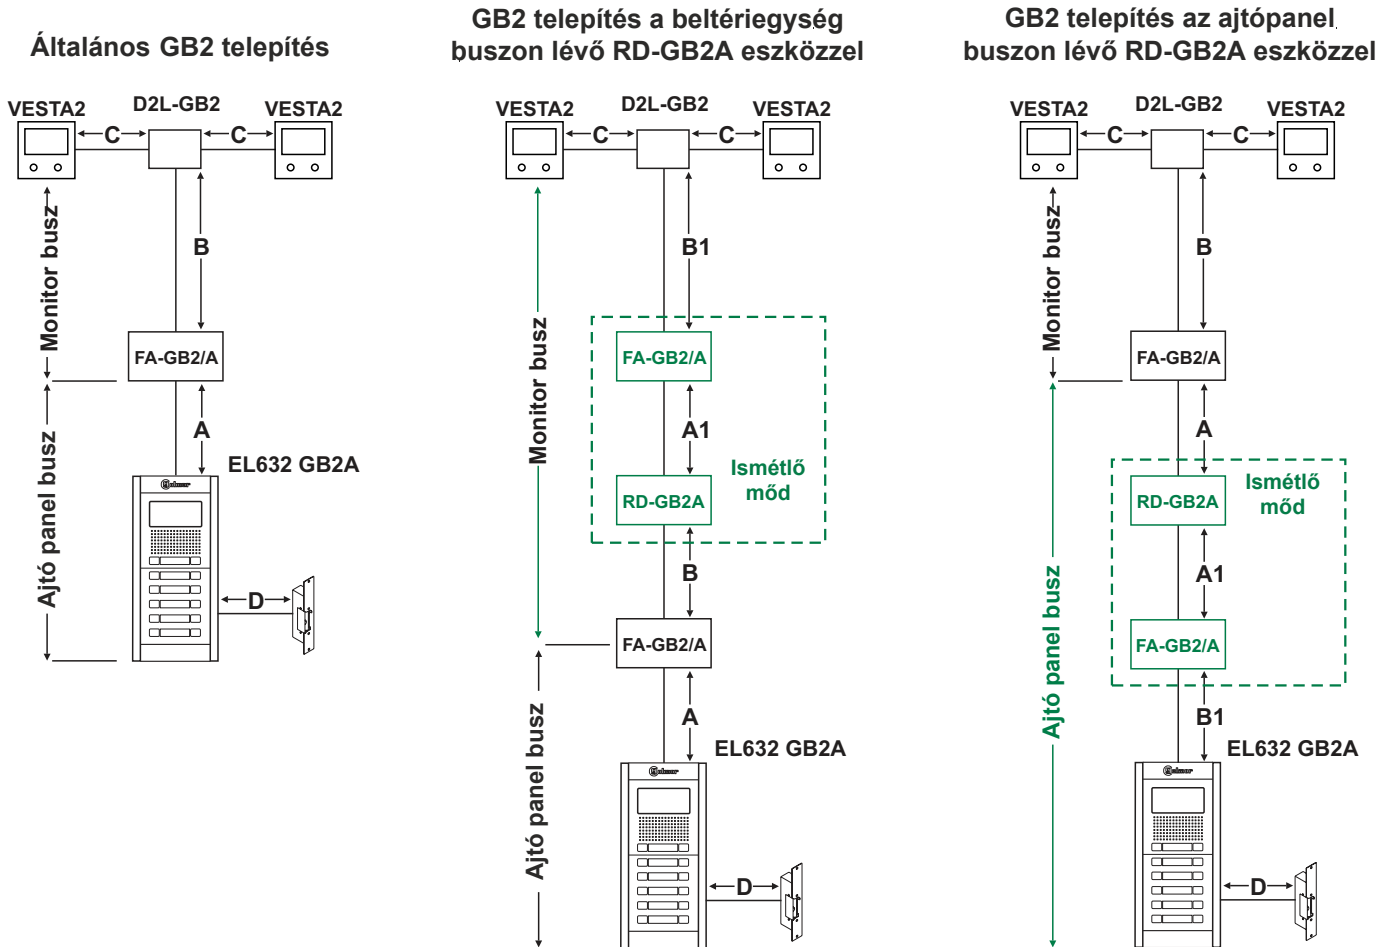 Általános GB2 telepítés
VESTA2
D2L-GB2
VESTA2
C
C
Monitor busz
B
FA-GB2/A
A
Ajtó panel busz
EL632 GB2A
Golmar
D
GB2 telepítés a beltériegység
buszon lévő RD-GB2A eszközzel
VESTA2
D2L-GB2
VESTA2
C
C
B1
Monitor busz
FA-GB2/A
A1
Ismétlő
mőd
RD-GB2A
B
FA-GB2/A
A
Ajtó panel busz
EL632 GB2A
Golmar
D
GB2 telepítés az ajtópanel
buszon lévő RD-GB2A eszközzel
VESTA2
D2L-GB2
VESTA2
C
C
Monitor busz
B
FA-GB2/A
A
Ismétlő
mőd
RD-GB2A
A1
Ajtó panel busz
FA-GB2/A
B1
EL632 GB2A
Golmar
D